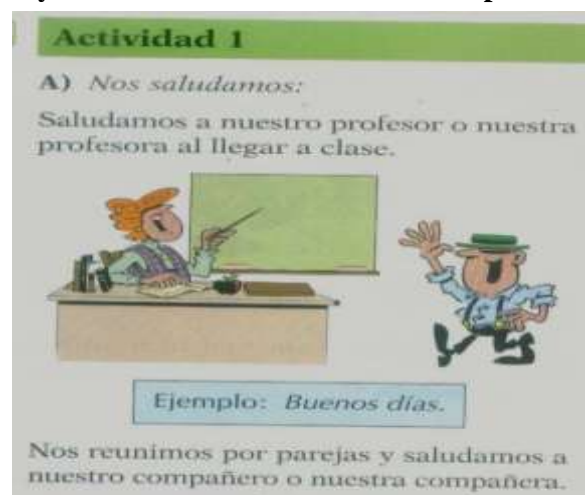 Actividad 1
A) Nos saludamos:
Saludamos a nuestro profesor o nuestra
profesora al llegar a clase.
Ejemplo: Buenos días.
Nos reunimos por parejas y saludamos a
nuestro compañero o nuestra compañera.